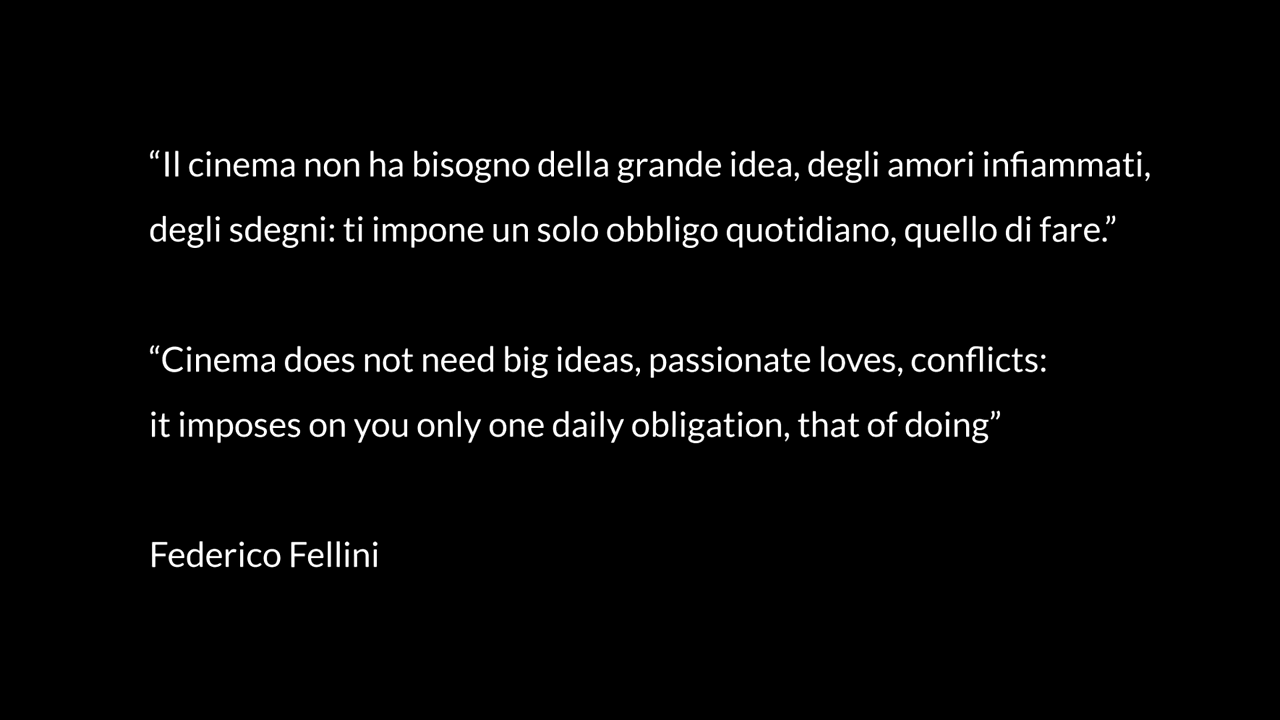 “Il cinema non ha bisogno della grande idea, degli amori infiammati,
degli sdegni: ti impone un solo obbligo quotidiano, quello di fare.”
“Cinema does not need big ideas, passionate loves, conflicts:
it imposes on you only one daily obligation, that of doing”
Federico Fellini